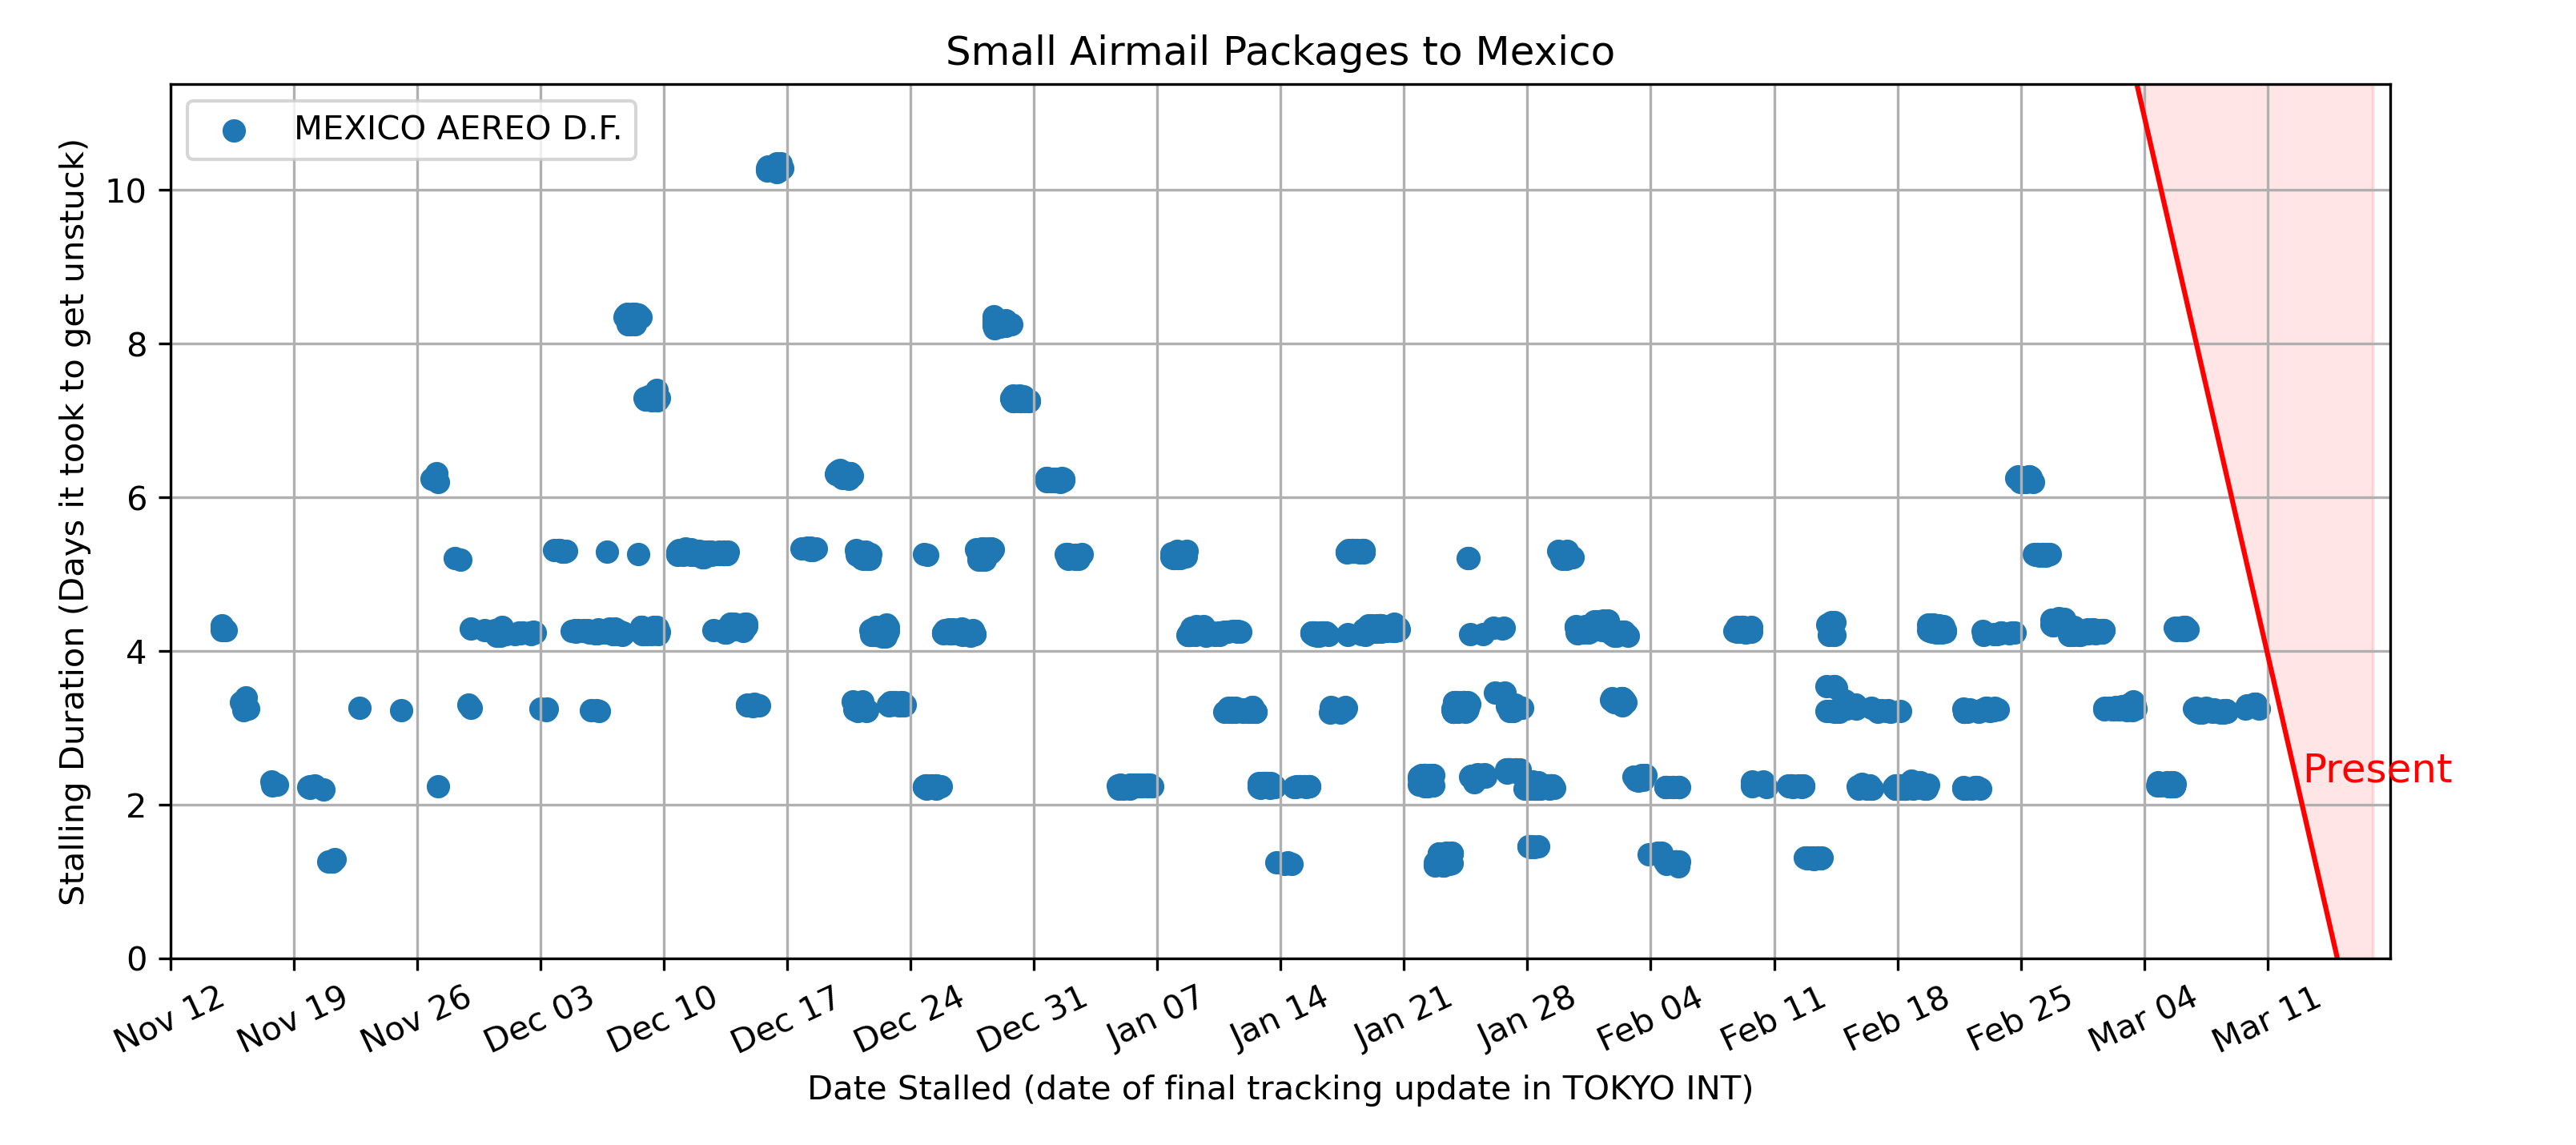 Small Airmail Packages to Mexico
MEXICO AEREO D.F.
Stalling Duration (Days it took to get unstuck)
10
8
6
4
2
0
Present
Nov 12
Nov 19
Nov 26
Dec 03
Dec 10
Dec 17
Dec 24
Dec 31
Jan 07
Jan 14
Jan 21
Jan 28
Feb 04
Feb 11
Feb 18
Feb 25
Mar 04
Mar 11
Date Stalled (date of final tracking update in TOKYO INT)